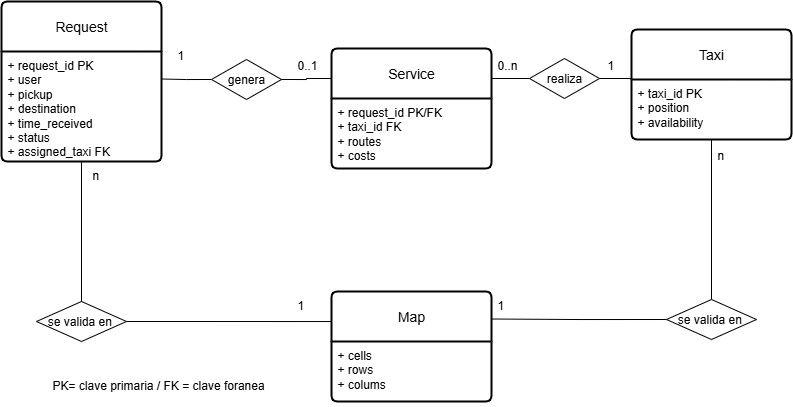 Request
+ request_id PK
+ user
+ pickup
+ destination
+ time_received
+ status
+ assigned_taxi FK
1
genera
0..1
Service
+ request_id PK/FK
+ taxi_id FK
+ routes
+ costs
0..n
realiza
1
Taxi
+ taxi_id PK
+ position
+ availability
n
n
se valida en
1
Map
+ cells
+ rows
+ colums
1
se valida en
PK= clave primaria / FK = clave foranea